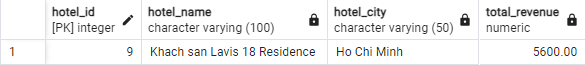 hotel_id hotel_name hotel_city total_revenue
[PK] integer character varying (100) character varying (50) numeric
1 9 Khach san Lavis 18 Residence Ho Chi Minh 5600.00